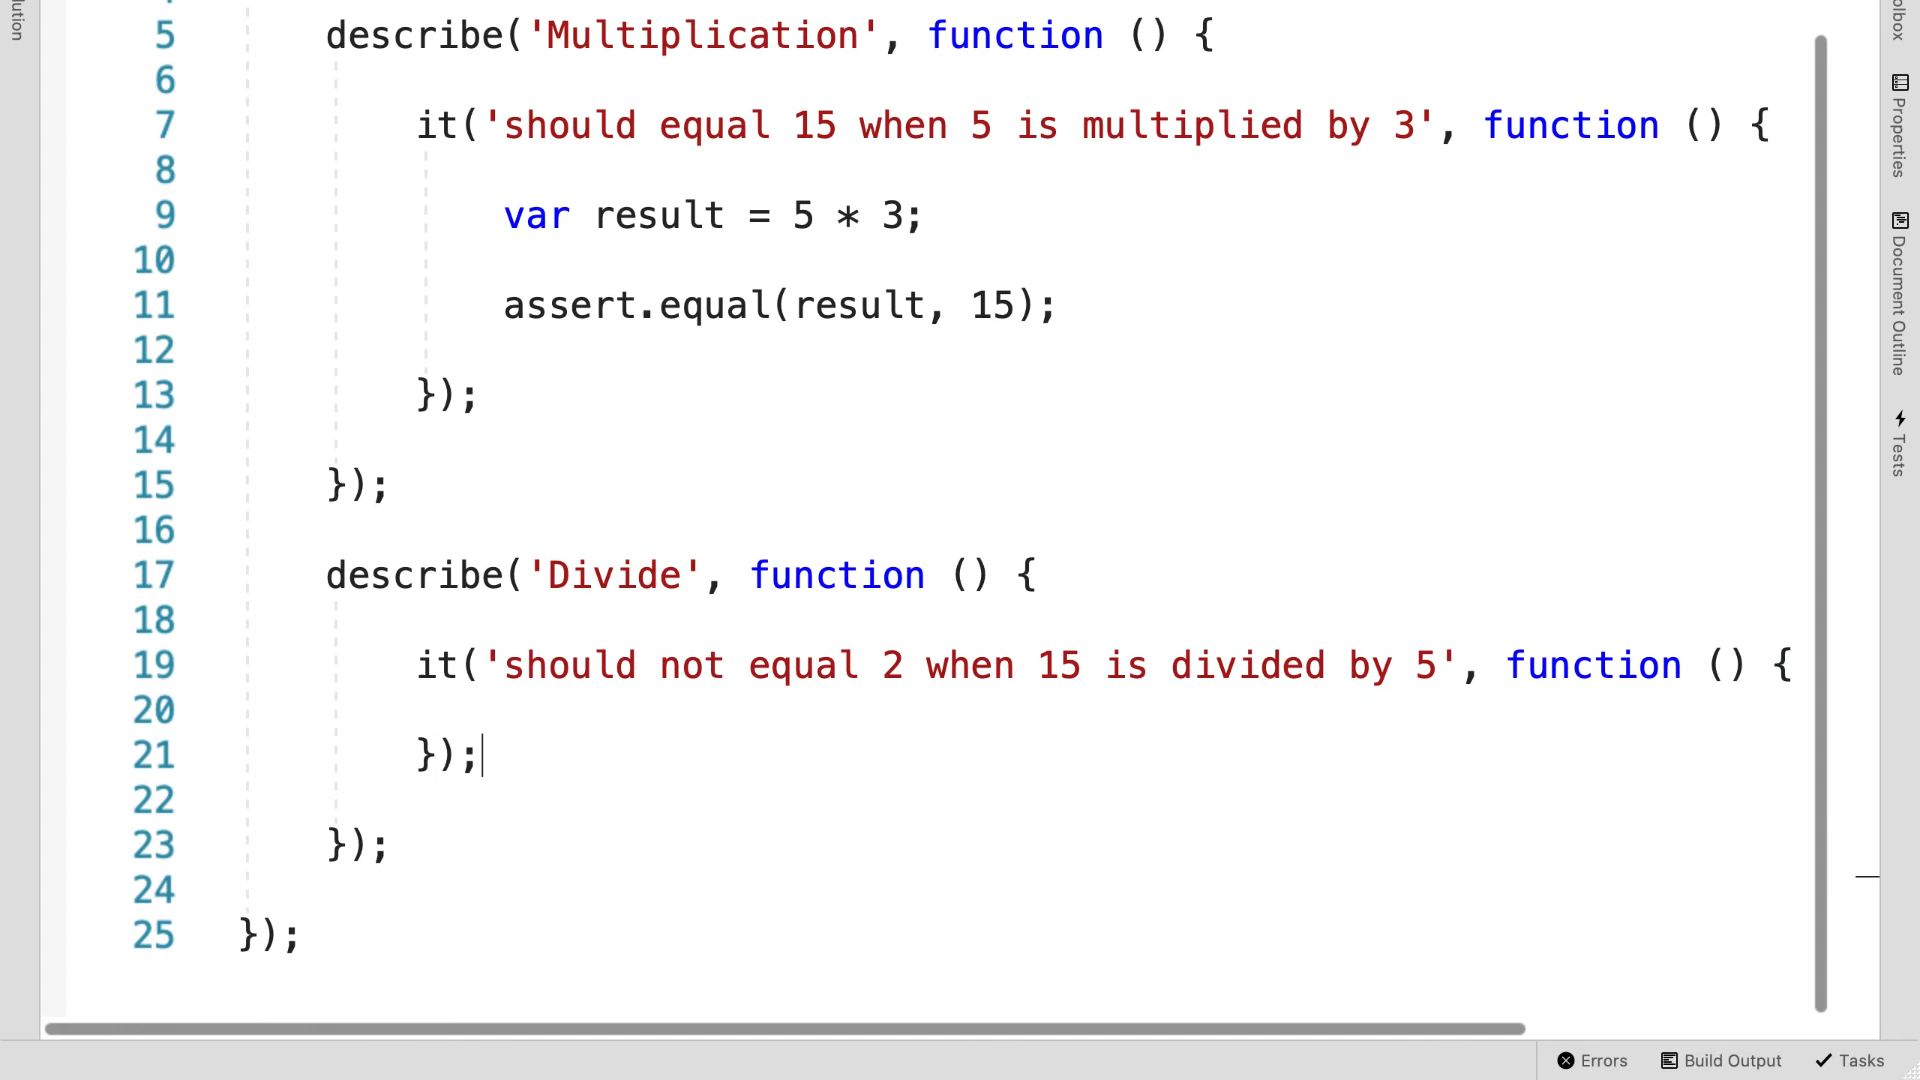 5 describe('Multiplication', function () {
6
7 it('should equal 15 when 5 is multiplied by 3', function () {
8
9 var result = 5 * 3;
10
11 assert.equal(result, 15);
12
13 });
14
15 });
16
17 describe('Divide', function () {
18
19 it('should not equal 2 when 15 is divided by 5', function () {
20
21 });
22
23 });
24
25 });
Properties
Document Outline
Tests
Errors
Build Output
Tasks